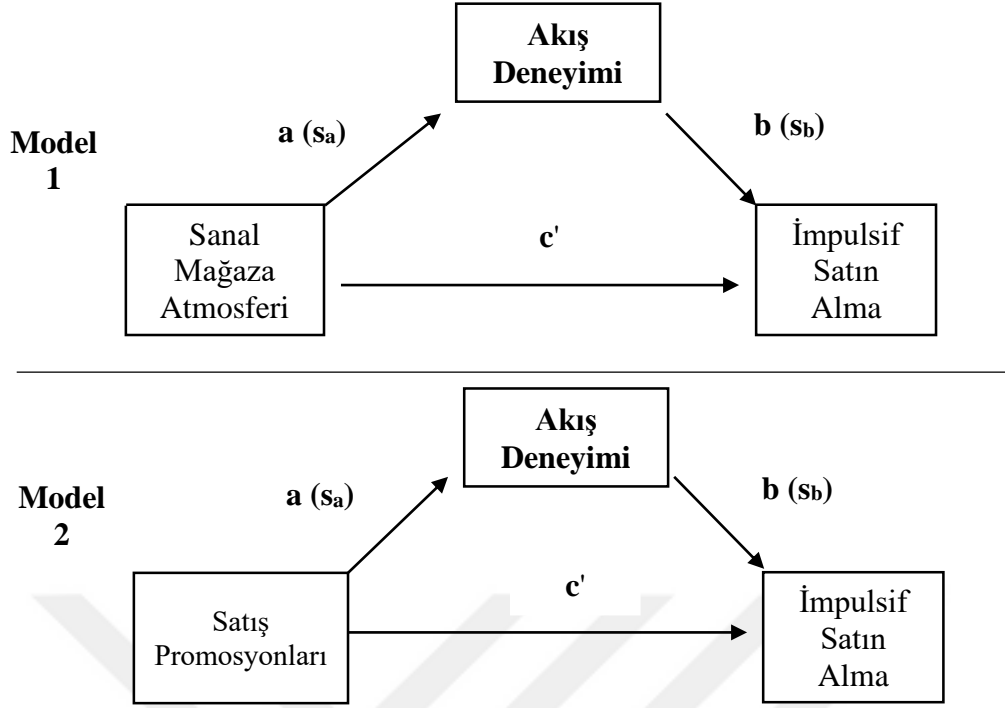 Akış
Deneyimi
a (sa)
b (sb)
Model
1
c'
Sanal
Mağaza
Atmosferi
İmpulsif
Satın
Alma
Akış
Deneyimi
a (sa)
b (sb)
Model
2
c'
Satış
Promosyonları
İmpulsif
Satın
Alma